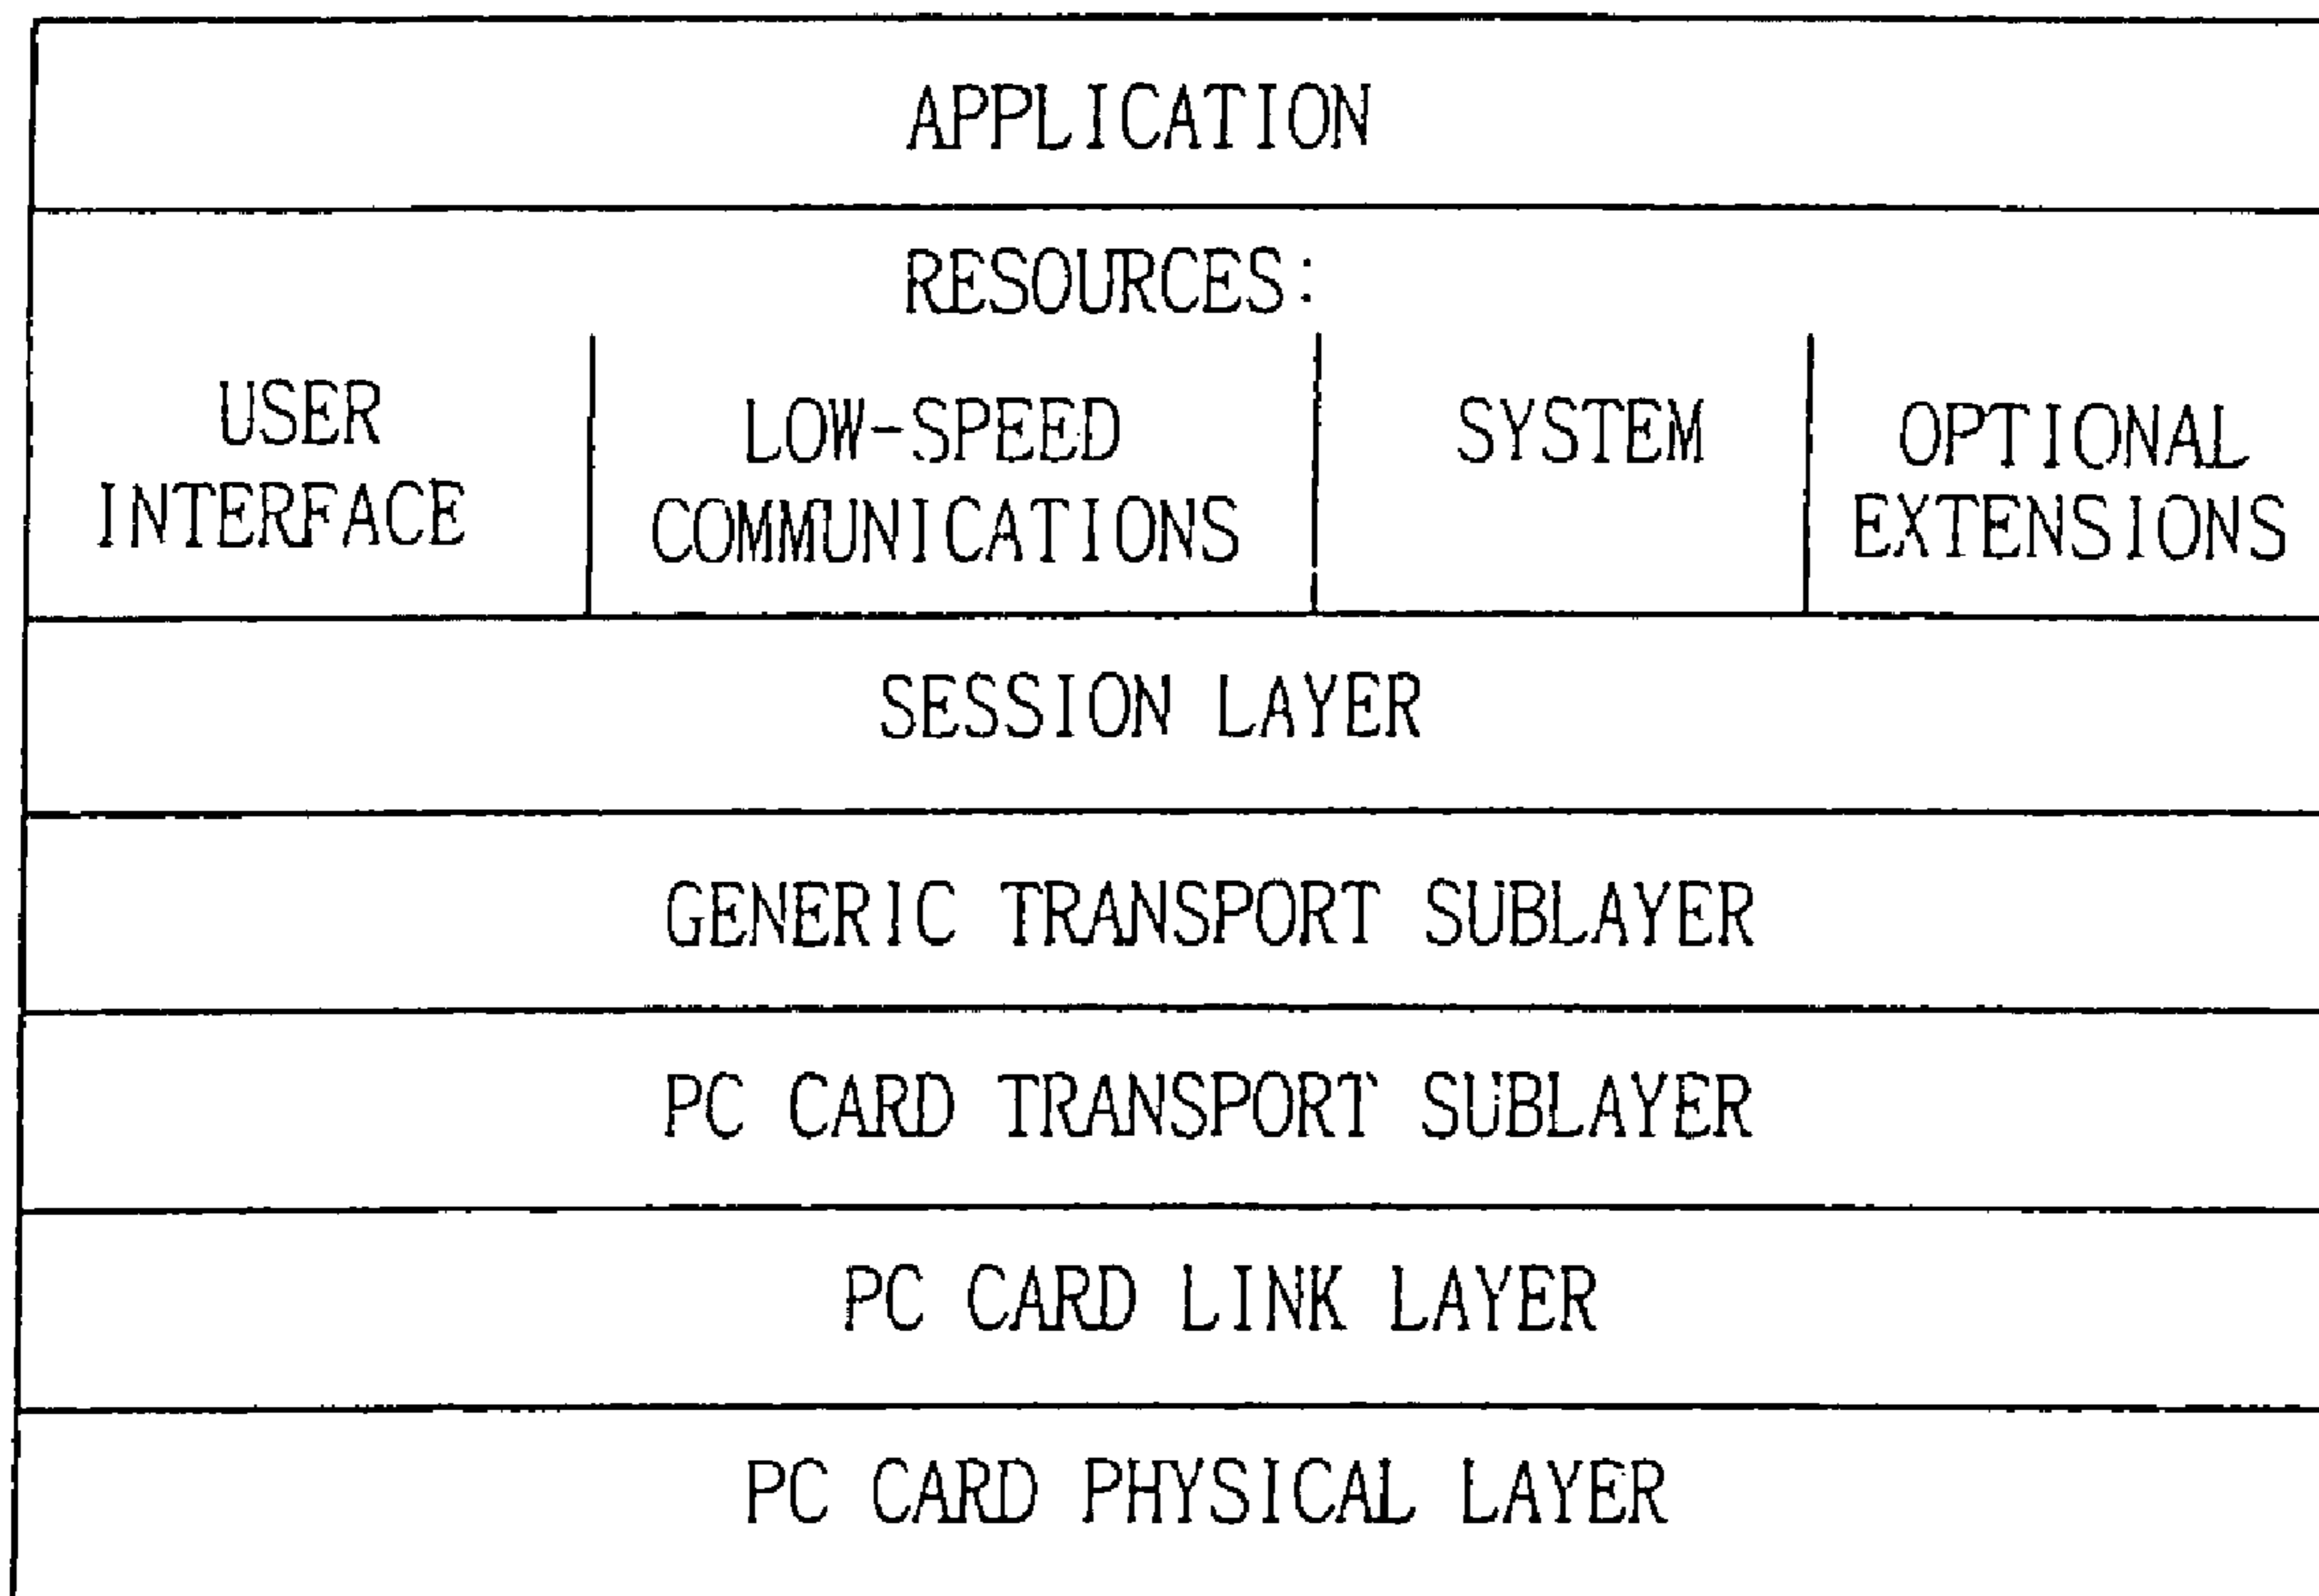 APPLICATION
RESOURCES:
USER
INTERFACE
LOW-SPEED
COMMUNICATIONS
SYSTEM
OPTIONAL
EXTENSIONS
SESSION LAYER
GENERIC TRANSPORT SUBLAYER
PC CARD TRANSPORT SUBLAYER
PC CARD LINK LAYER
PC CARD PHYSICAL LAYER